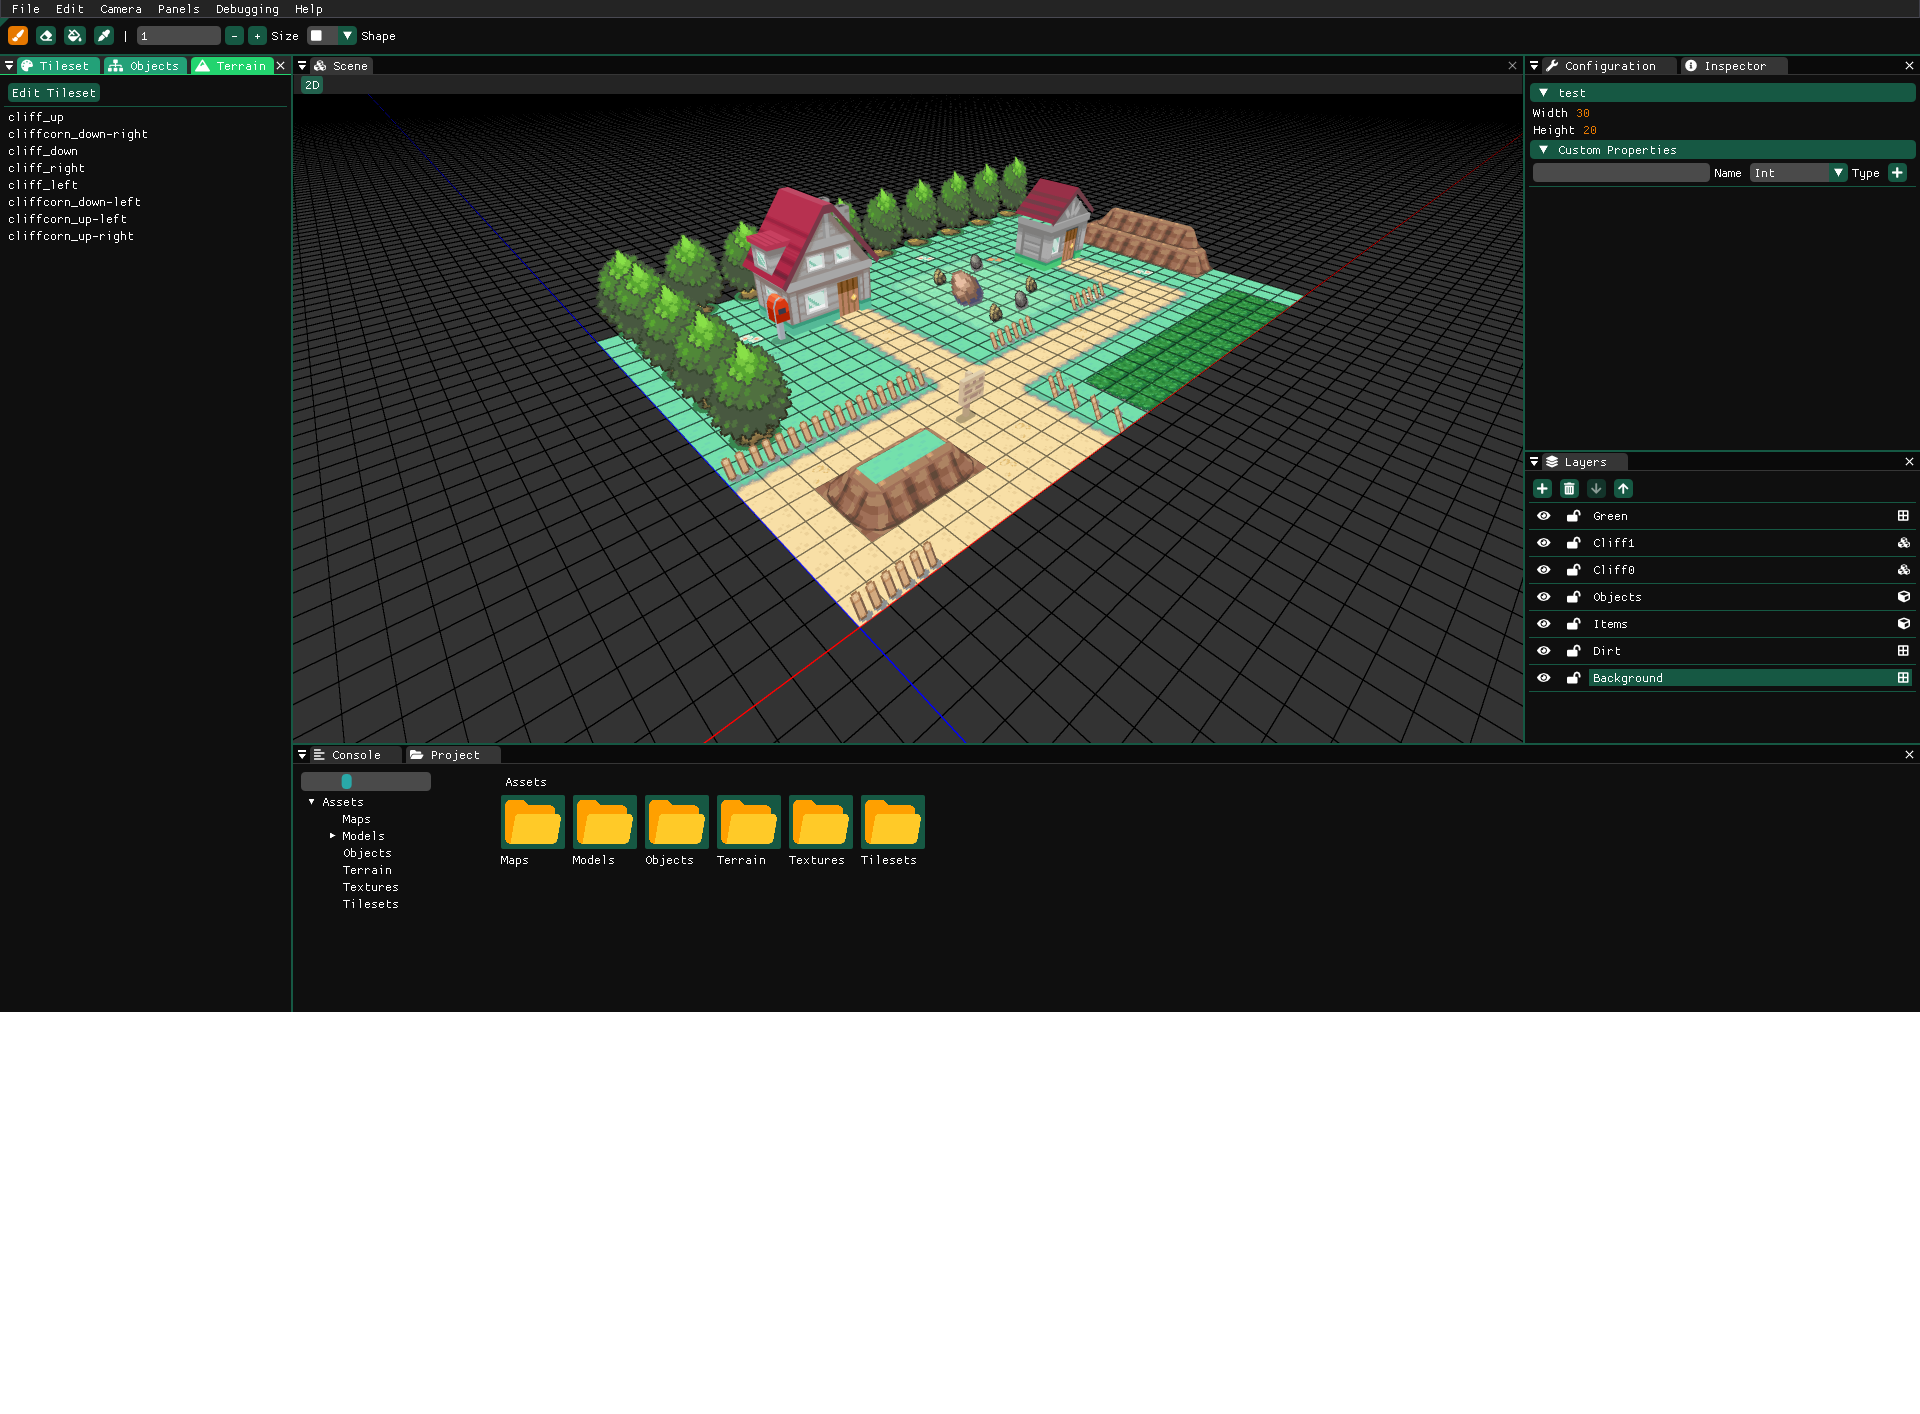 File Edit Camera Panels Debugging Help
| 1 - + Size Shape
Tileset Objects Terrain
Edit Tileset
cliff_up
cliffcorn_down-right
cliff_down
cliff_right
cliff_left
cliffcorn_down-left
cliffcorn_up-left
cliffcorn_up-right
Scene
2D
Configuration Inspector
test
Width 30
Height 20
Custom Properties
Name Int Type
Layers
Green
Cliff1
Cliff0
Objects
Items
Dirt
Background
Console Project
Assets
Maps
Models
Objects
Terrain
Textures
Tilesets
Assets
Maps Models Objects Terrain Textures Tilesets